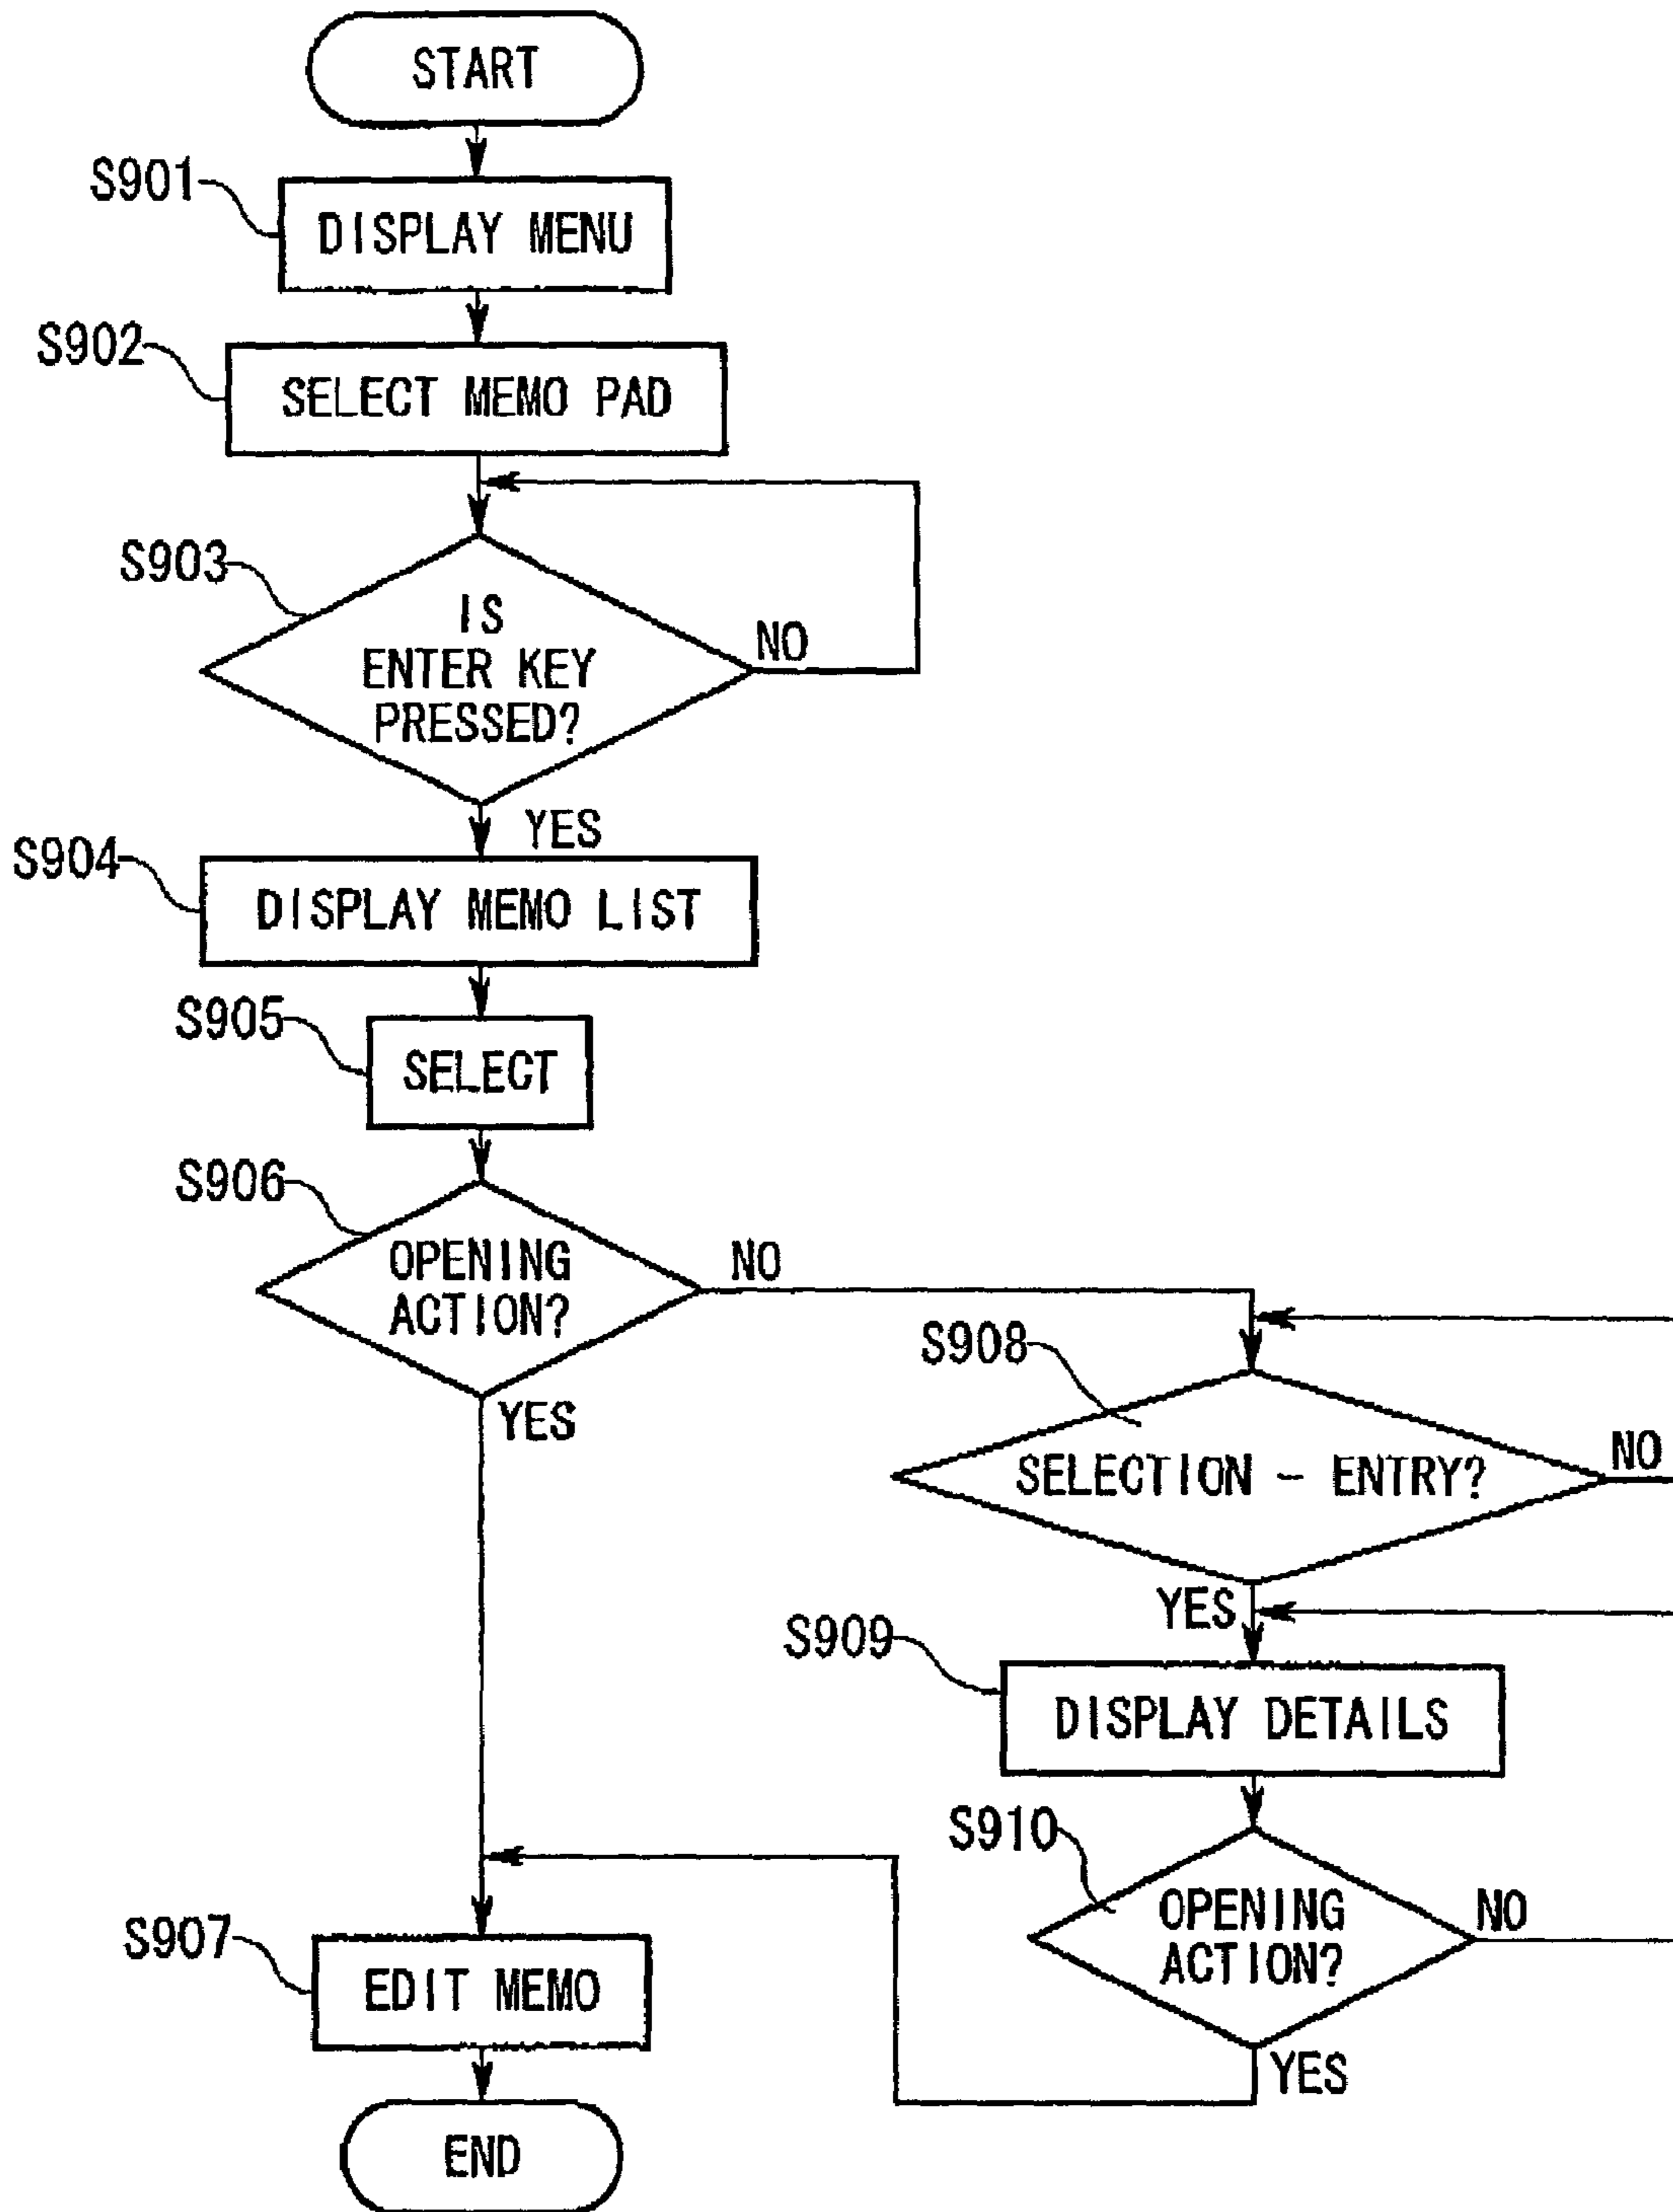 START
S901
DISPLAY MENU
S902
SELECT MEMO PAD
S903
IS
ENTER KEY
PRESSED?
NO
YES
S904
DISPLAY MEMO LIST
S905
SELECT
S906
OPENING
ACTION?
NO
YES
S908
SELECTION - ENTRY?
NO
YES
S909
DISPLAY DETAILS
S910
OPENING
ACTION?
NO
YES
S907
EDIT MEMO
END